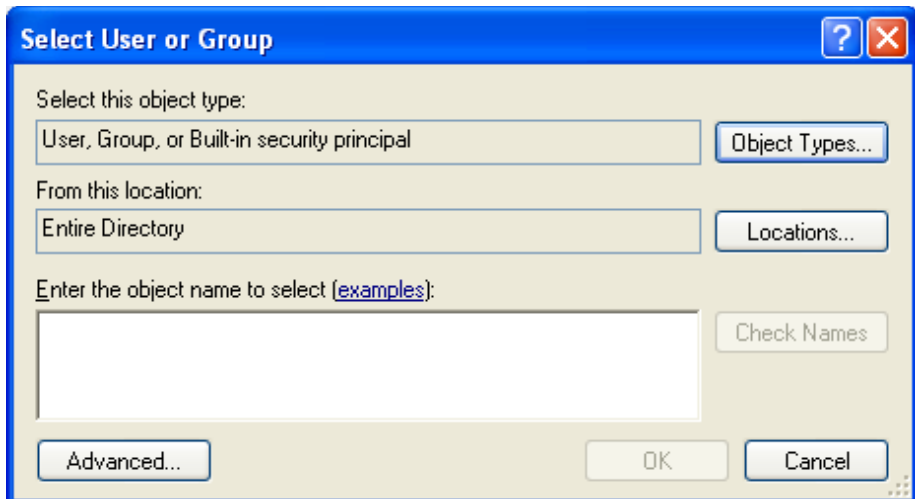 Select User or Group
Select this object type:
User, Group, or Built-in security principal
Object Types...
From this location:
Entire Directory
Locations...
Enter the object name to select (examples):
Check Names
Advanced...
OK
Cancel